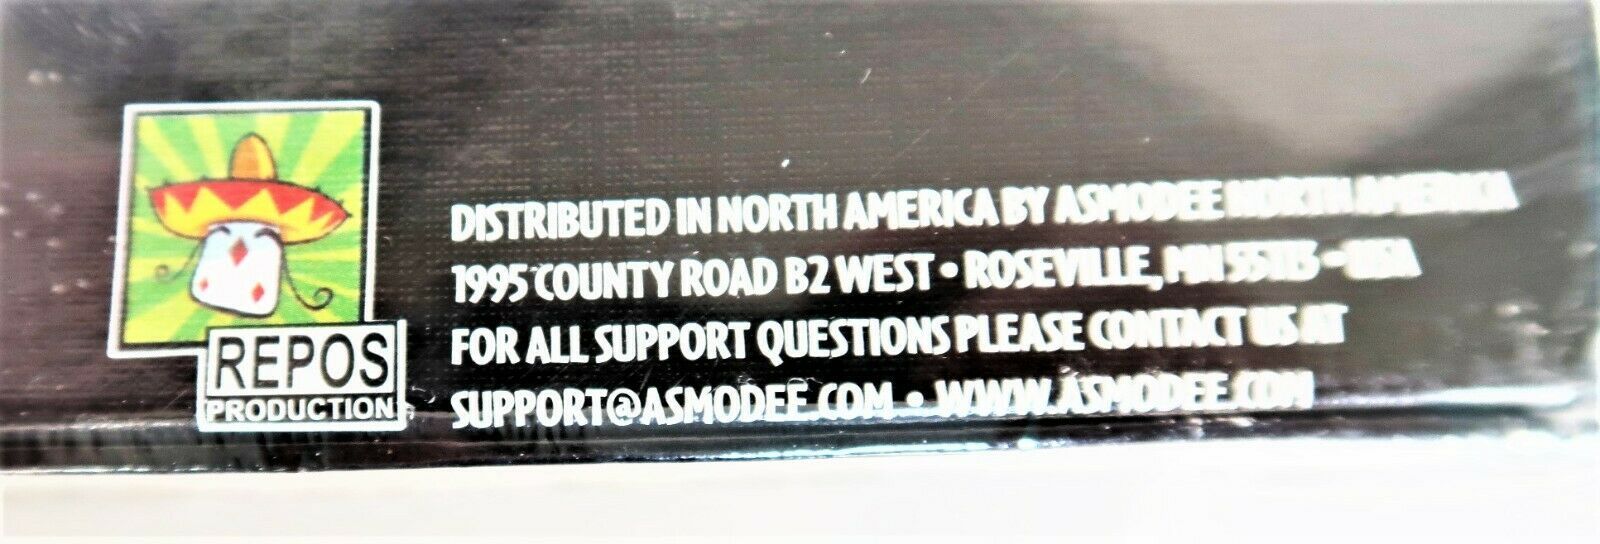 REPOS
PRODUCTION
DISTRIBUTED IN NORTH AMERICA BY ASMODEE NORTH AMERICA
1995 COUNTY ROAD B2 WEST • ROSEVILLE, MN 55113 • USA
FOR ALL SUPPORT QUESTIONS PLEASE CONTACT US AT
SUPPORT@ASMODEE.COM • WWW.ASMODEE.COM